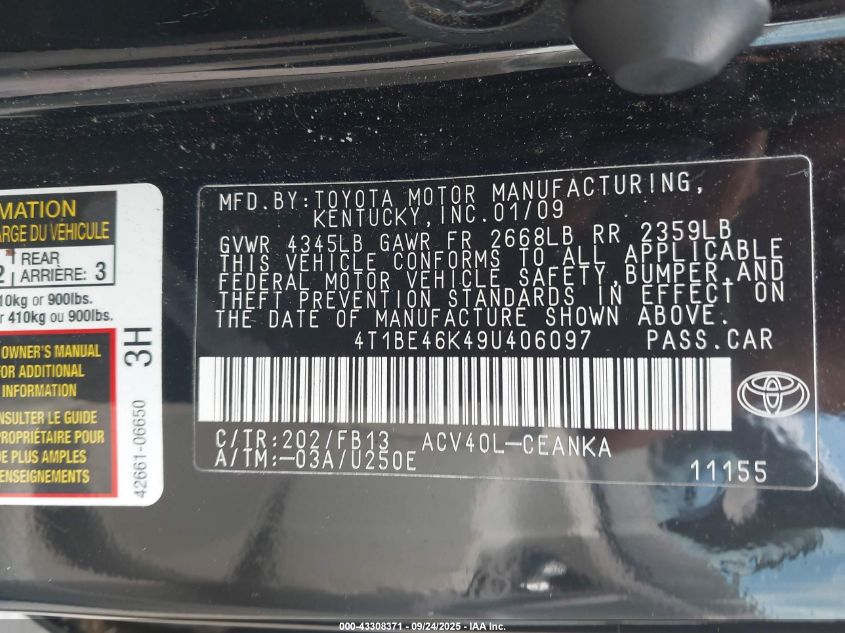 MATION
ARGE DU VÉHICULE
REAR
2 ARRIÈRE: 3
10kg or 900lbs.
r 410kg ou 900lbs.
OWNER'S MANUAL
FOR ADDITIONAL
INFORMATION
NSULTER LE GUIDE
PROPRIÉTAIRE POUR
DE PLUS AMPLES
ENSEIGNEMENTS
3H
42661-06650
MFD.BY:TOYOTA MOTOR MANUFACTURING,
KENTUCKY,INC.01/09
GVWR 4345LB GAWR FR 2668LB RR 2359LB
THIS VEHICLE CONFORMS TO ALL APPLICABLE
FEDERAL MOTOR VEHICLE SAFETY,BUMPER,AND
THEFT PREVENTION STANDARDS IN EFFECT ON
THE DATE OF MANUFACTURE SHOWN ABOVE.
4T1BE46K49U406097 PASS.CAR
C/TR:202/FB13 ACV40L-CEANKA
A/TM:-03A/U250E
11155
000-43308371 - 09/24/2025 - IAA Inc.